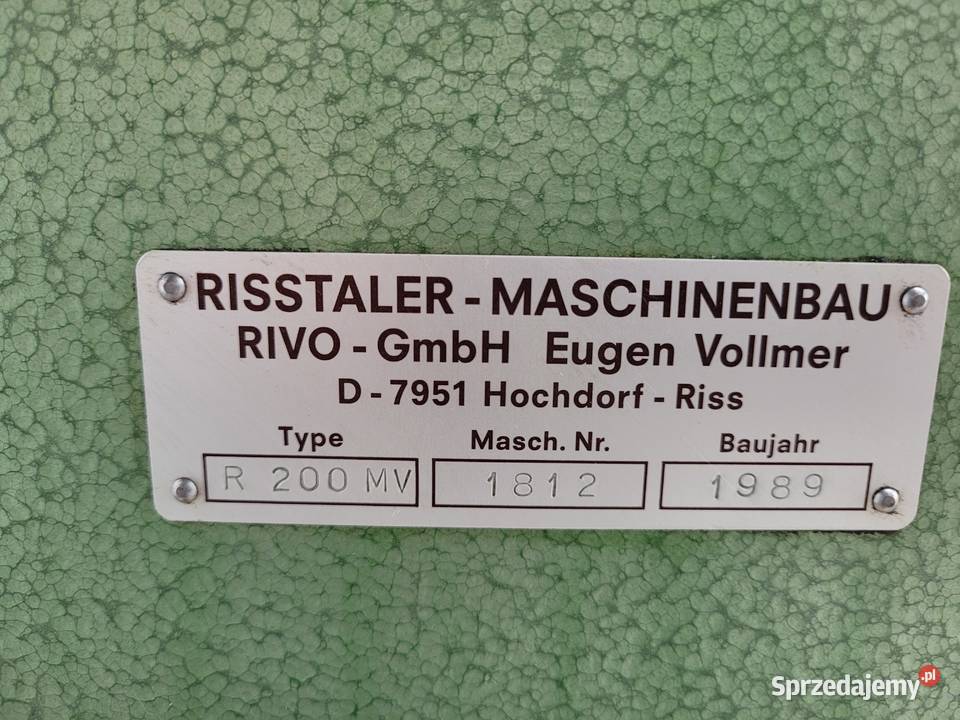 RISSTALER - MASCHINENBAU
RIVO - GmbH Eugen Vollmer
D - 7951 Hochdorf - Riss
Type Masch. Nr. Baujahr
R 200 MV 1812 1989
Sprzedajemy.pl